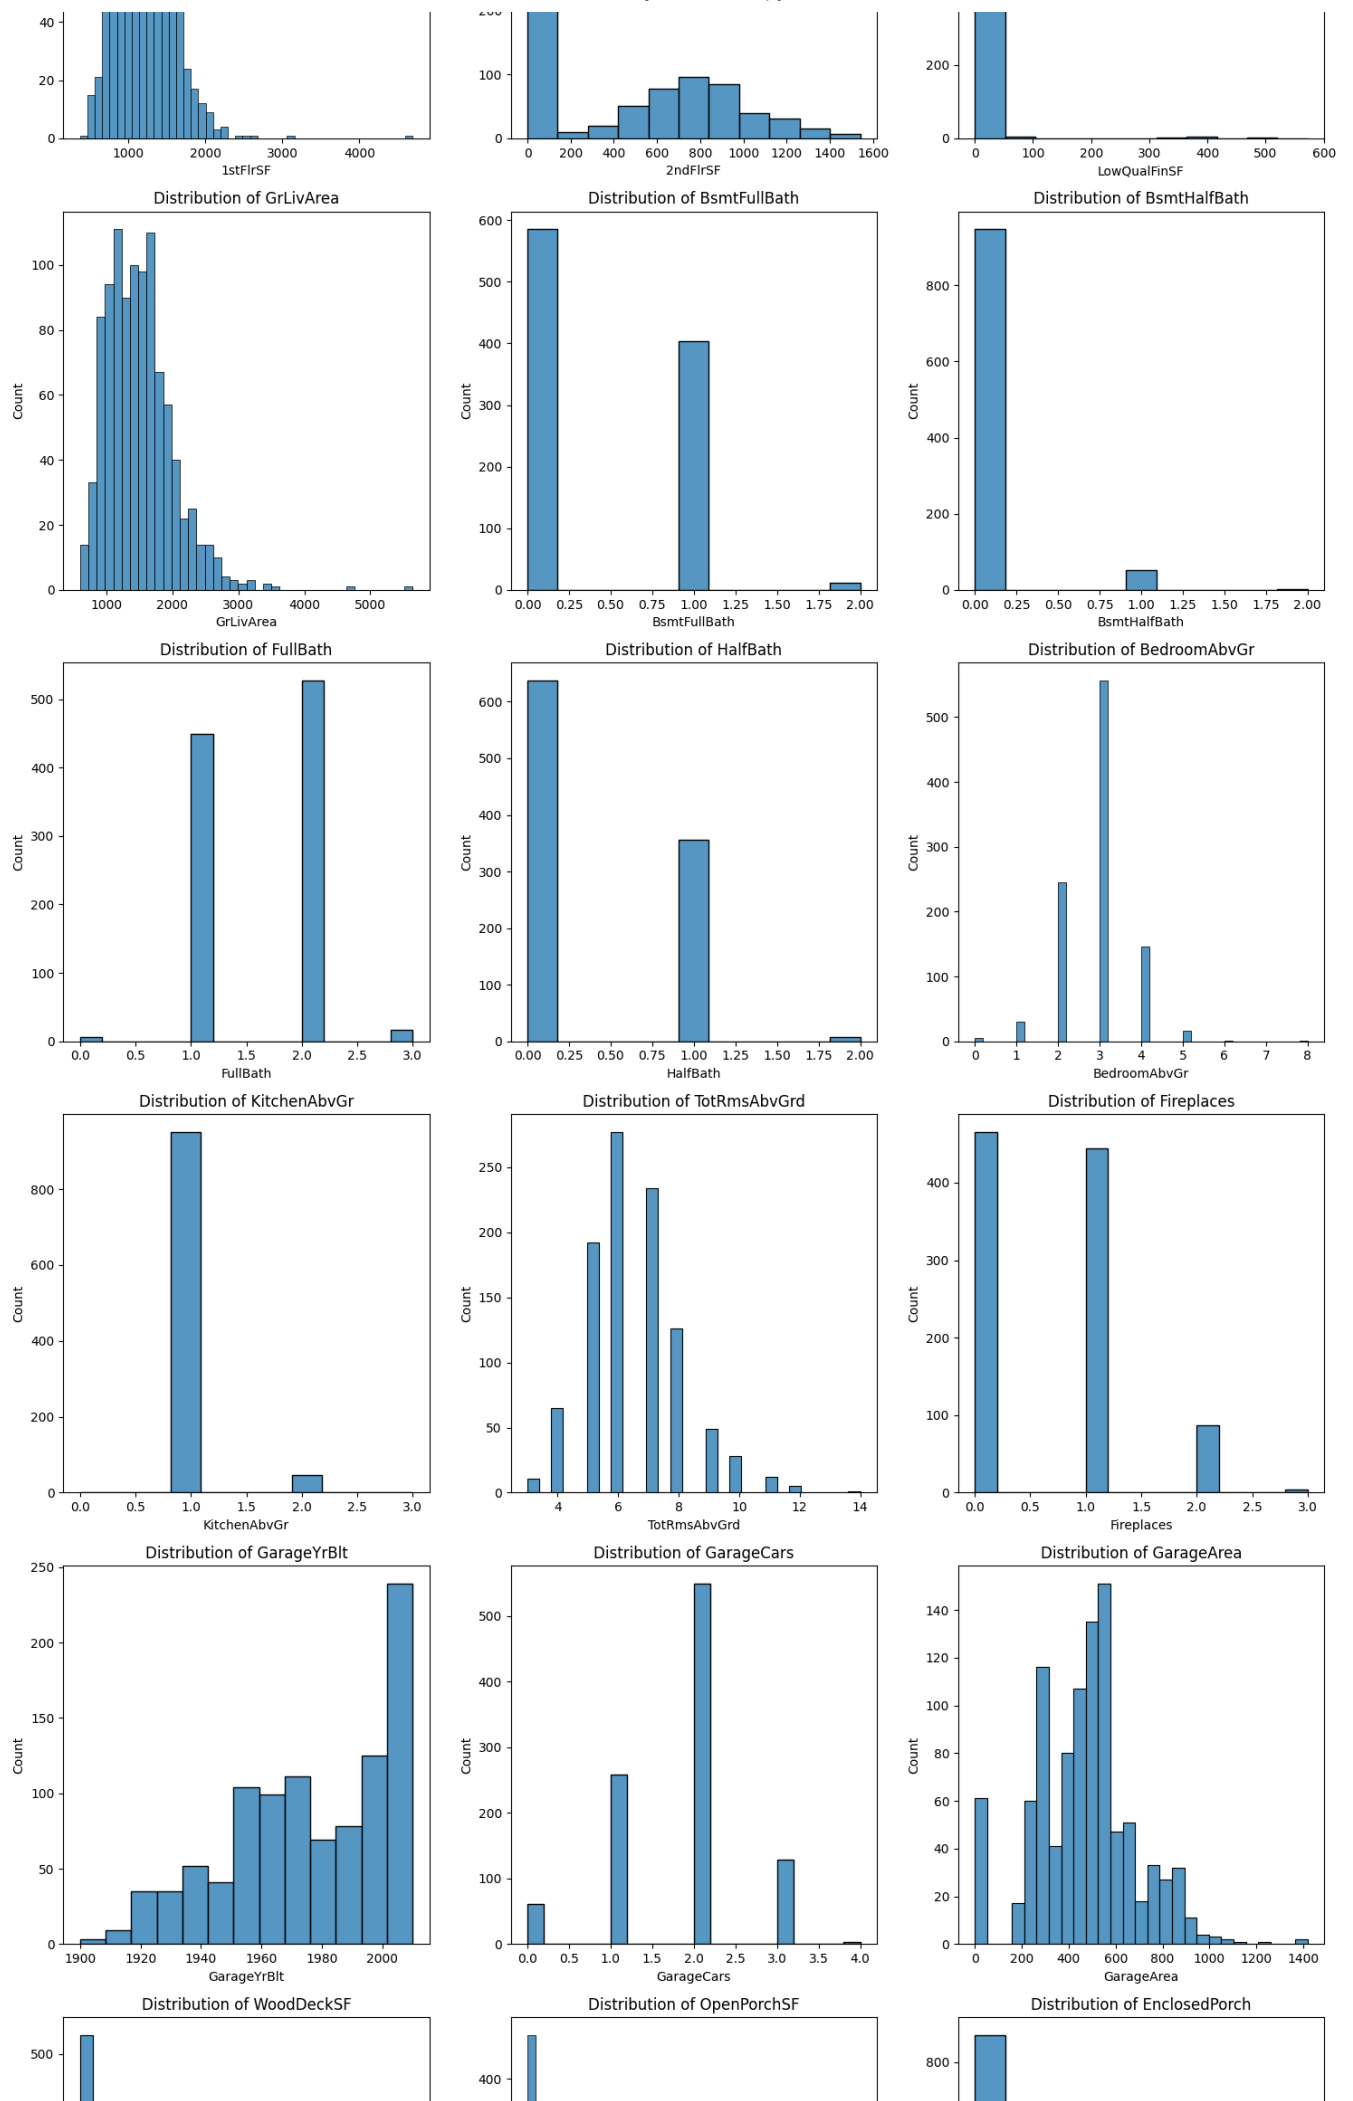 40
20
0
1000 2000 3000 4000
1stFlrSF
100
0
0 200 400 600 800 1000 1200 1400 1600
2ndFlrSF
200
0
0 100 200 300 400 500 600
LowQualFinSF
Distribution of GrLivArea
Count
100
80
60
40
20
0
1000 2000 3000 4000 5000
GrLivArea
Distribution of BsmtFullBath
Count
600
500
400
300
200
100
0
0.00 0.25 0.50 0.75 1.00 1.25 1.50 1.75 2.00
BsmtFullBath
Distribution of BsmtHalfBath
Count
800
600
400
200
0
0.00 0.25 0.50 0.75 1.00 1.25 1.50 1.75 2.00
BsmtHalfBath
Distribution of FullBath
Count
500
400
300
200
100
0
0.0 0.5 1.0 1.5 2.0 2.5 3.0
FullBath
Distribution of HalfBath
Count
600
500
400
300
200
100
0
0.00 0.25 0.50 0.75 1.00 1.25 1.50 1.75 2.00
HalfBath
Distribution of BedroomAbvGr
Count
500
400
300
200
100
0
0 1 2 3 4 5 6 7 8
BedroomAbvGr
Distribution of KitchenAbvGr
Count
800
600
400
200
0
0.0 0.5 1.0 1.5 2.0 2.5 3.0
KitchenAbvGr
Distribution of TotRmsAbvGrd
Count
250
200
150
100
50
0
4 6 8 10 12 14
TotRmsAbvGrd
Distribution of Fireplaces
Count
400
300
200
100
0
0.0 0.5 1.0 1.5 2.0 2.5 3.0
Fireplaces
Distribution of GarageYrBlt
Count
250
200
150
100
50
0
1900 1920 1940 1960 1980 2000
GarageYrBlt
Distribution of GarageCars
Count
500
400
300
200
100
0
0.0 0.5 1.0 1.5 2.0 2.5 3.0 3.5 4.0
GarageCars
Distribution of GarageArea
Count
140
120
100
80
60
40
20
0
0 200 400 600 800 1000 1200 1400
GarageArea
Distribution of WoodDeckSF
500
Distribution of OpenPorchSF
400
Distribution of EnclosedPorch
800